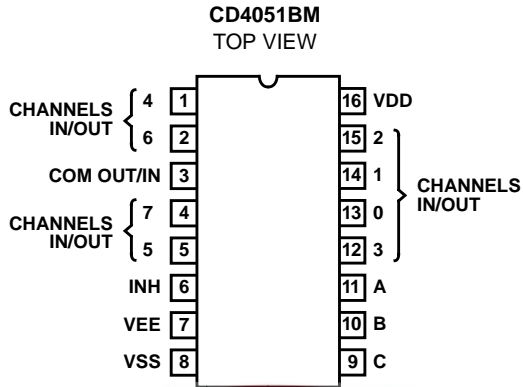 CD4051BM
TOP VIEW
CHANNELS
IN/OUT
4 1
6 2
COM OUT/IN 3
CHANNELS
IN/OUT
7 4
5 5
INH 6
VEE 7
VSS 8
16 VDD
15 2
14 1
13 0
12 3
CHANNELS
IN/OUT
11 A
10 B
9 C